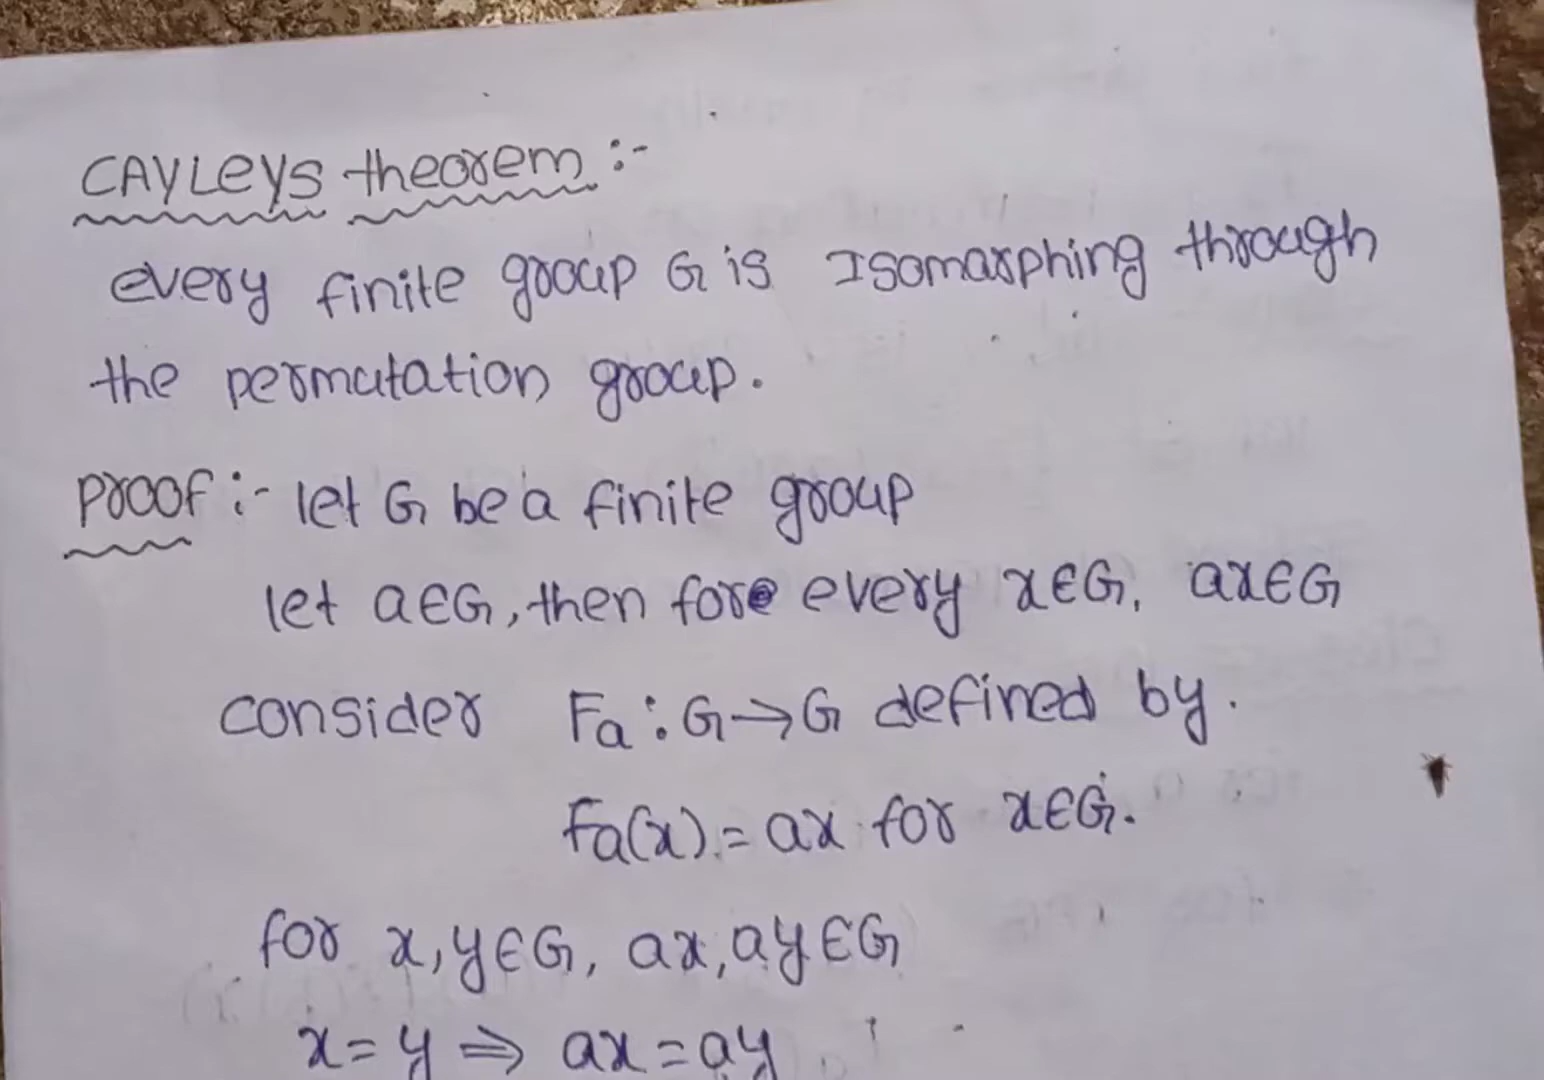 CAYLeYS theorem :-
every finite group G is Isomarphing through
the permutation group.
Proof :- let G be a finite group
let a∈G, then fore every x∈G, ax∈G
consider Fa : G→G defined by.
Fa(x) = ax for x∈G.
for x, y∈G, ax, ay∈G
x = y ⇒ ax = ay